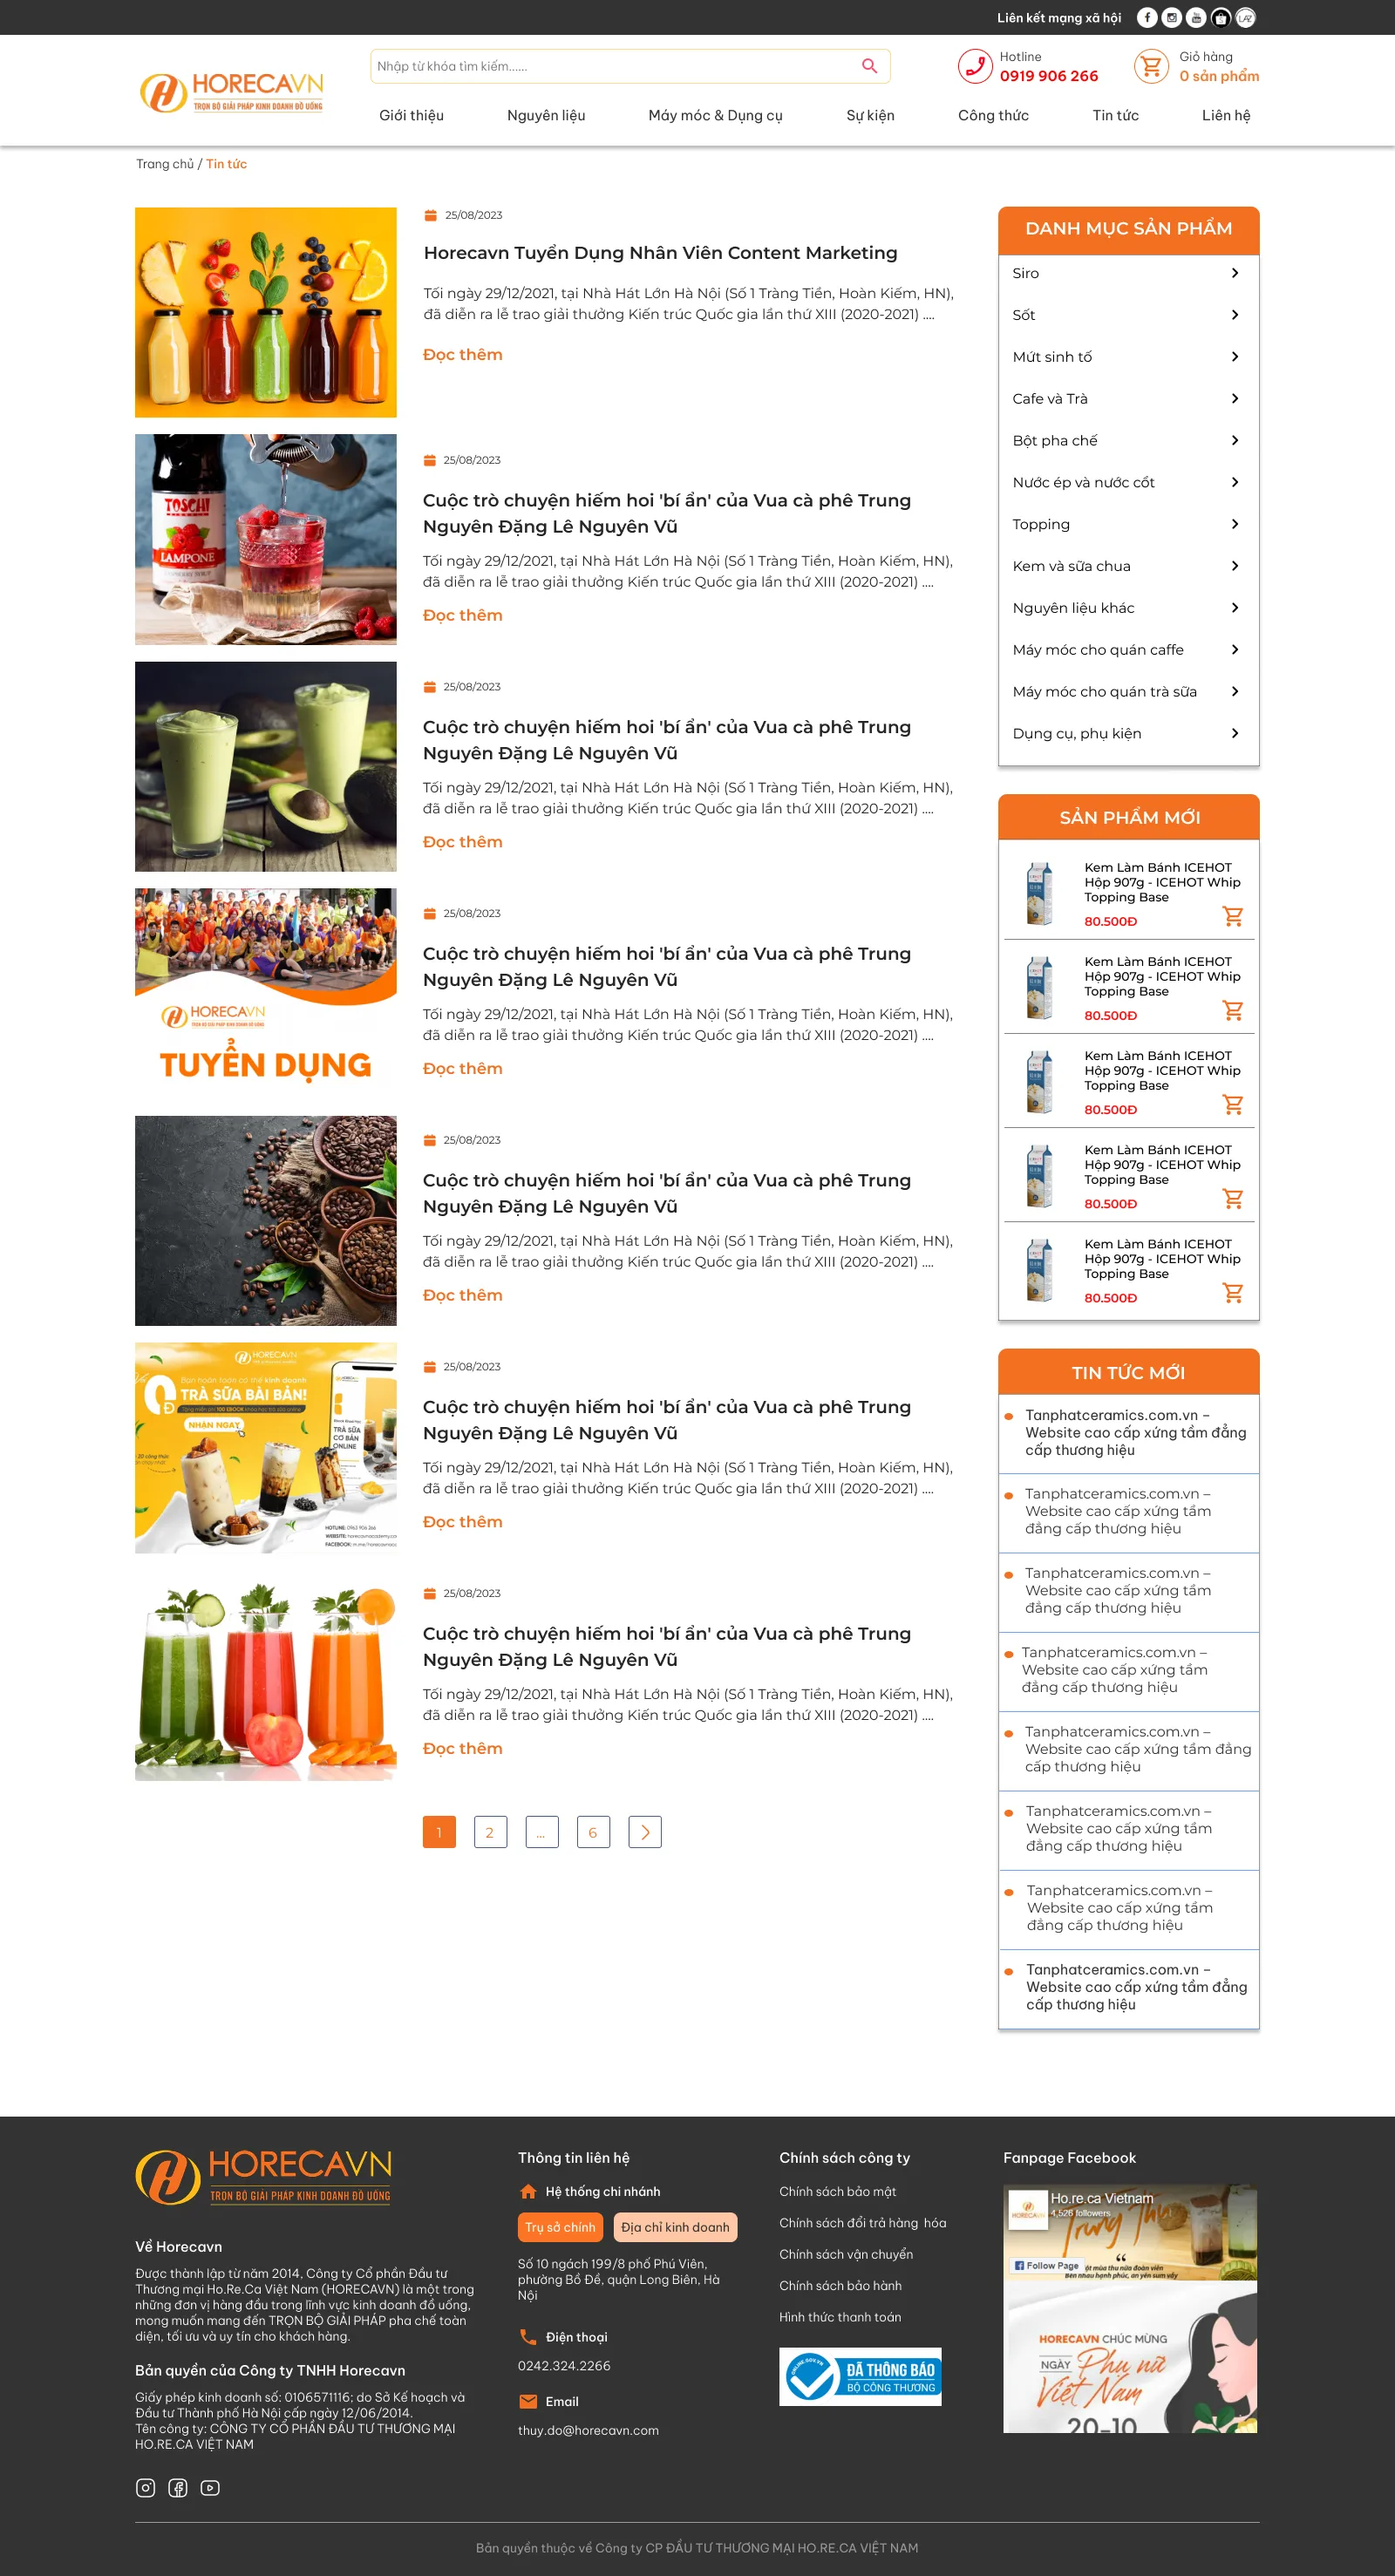 Liên kết mạng xã hội
HORECAVN
TRỌN BỘ GIẢI PHÁP KINH DOANH ĐỒ UỐNG
Nhập từ khóa tìm kiếm......
Hotline
0919 906 266
Giỏ hàng
0 sản phẩm
Giới thiệu
Nguyên liệu
Máy móc & Dụng cụ
Sự kiện
Công thức
Tin tức
Liên hệ
Trang chủ / Tin tức
25/08/2023
Horecavn Tuyển Dụng Nhân Viên Content Marketing
Tối ngày 29/12/2021, tại Nhà Hát Lớn Hà Nội (Số 1 Tràng Tiền, Hoàn Kiếm, HN),
đã diễn ra lễ trao giải thưởng Kiến trúc Quốc gia lần thứ XIII (2020-2021) ....
Đọc thêm
TOSCHI
LAMPONE
25/08/2023
Cuộc trò chuyện hiếm hoi 'bí ẩn' của Vua cà phê Trung
Nguyên Đặng Lê Nguyên Vũ
Tối ngày 29/12/2021, tại Nhà Hát Lớn Hà Nội (Số 1 Tràng Tiền, Hoàn Kiếm, HN),
đã diễn ra lễ trao giải thưởng Kiến trúc Quốc gia lần thứ XIII (2020-2021) ....
Đọc thêm
25/08/2023
Cuộc trò chuyện hiếm hoi 'bí ẩn' của Vua cà phê Trung
Nguyên Đặng Lê Nguyên Vũ
Tối ngày 29/12/2021, tại Nhà Hát Lớn Hà Nội (Số 1 Tràng Tiền, Hoàn Kiếm, HN),
đã diễn ra lễ trao giải thưởng Kiến trúc Quốc gia lần thứ XIII (2020-2021) ....
Đọc thêm
HORECAVN
TRỌN BỘ GIẢI PHÁP KINH DOANH ĐỒ UỐNG
TUYỂN DỤNG
25/08/2023
Cuộc trò chuyện hiếm hoi 'bí ẩn' của Vua cà phê Trung
Nguyên Đặng Lê Nguyên Vũ
Tối ngày 29/12/2021, tại Nhà Hát Lớn Hà Nội (Số 1 Tràng Tiền, Hoàn Kiếm, HN),
đã diễn ra lễ trao giải thưởng Kiến trúc Quốc gia lần thứ XIII (2020-2021) ....
Đọc thêm
25/08/2023
Cuộc trò chuyện hiếm hoi 'bí ẩn' của Vua cà phê Trung
Nguyên Đặng Lê Nguyên Vũ
Tối ngày 29/12/2021, tại Nhà Hát Lớn Hà Nội (Số 1 Tràng Tiền, Hoàn Kiếm, HN),
đã diễn ra lễ trao giải thưởng Kiến trúc Quốc gia lần thứ XIII (2020-2021) ....
Đọc thêm
HORECAVN
Bạn hoàn toàn có thể kinh doanh
0Đ
TRÀ SỮA BÀI BẢN!
NHẬN NGAY
TRÀ SỮA
CƠ BẢN
ONLINE
HOTLINE: 0963 906 266
25/08/2023
Cuộc trò chuyện hiếm hoi 'bí ẩn' của Vua cà phê Trung
Nguyên Đặng Lê Nguyên Vũ
Tối ngày 29/12/2021, tại Nhà Hát Lớn Hà Nội (Số 1 Tràng Tiền, Hoàn Kiếm, HN),
đã diễn ra lễ trao giải thưởng Kiến trúc Quốc gia lần thứ XIII (2020-2021) ....
Đọc thêm
25/08/2023
Cuộc trò chuyện hiếm hoi 'bí ẩn' của Vua cà phê Trung
Nguyên Đặng Lê Nguyên Vũ
Tối ngày 29/12/2021, tại Nhà Hát Lớn Hà Nội (Số 1 Tràng Tiền, Hoàn Kiếm, HN),
đã diễn ra lễ trao giải thưởng Kiến trúc Quốc gia lần thứ XIII (2020-2021) ....
Đọc thêm
1
2
...
6
DANH MỤC SẢN PHẨM
Siro
Sốt
Mứt sinh tố
Cafe và Trà
Bột pha chế
Nước ép và nước cốt
Topping
Kem và sữa chua
Nguyên liệu khác
Máy móc cho quán caffe
Máy móc cho quán trà sữa
Dụng cụ, phụ kiện
SẢN PHẨM MỚI
Kem Làm Bánh ICEHOT
Hộp 907g - ICEHOT Whip
Topping Base
80.500Đ
Kem Làm Bánh ICEHOT
Hộp 907g - ICEHOT Whip
Topping Base
80.500Đ
Kem Làm Bánh ICEHOT
Hộp 907g - ICEHOT Whip
Topping Base
80.500Đ
Kem Làm Bánh ICEHOT
Hộp 907g - ICEHOT Whip
Topping Base
80.500Đ
Kem Làm Bánh ICEHOT
Hộp 907g - ICEHOT Whip
Topping Base
80.500Đ
TIN TỨC MỚI
Tanphatceramics.com.vn –
Website cao cấp xứng tầm đẳng
cấp thương hiệu
Tanphatceramics.com.vn –
Website cao cấp xứng tầm
đẳng cấp thương hiệu
Tanphatceramics.com.vn –
Website cao cấp xứng tầm
đẳng cấp thương hiệu
Tanphatceramics.com.vn –
Website cao cấp xứng tầm
đẳng cấp thương hiệu
Tanphatceramics.com.vn –
Website cao cấp xứng tầm đẳng
cấp thương hiệu
Tanphatceramics.com.vn –
Website cao cấp xứng tầm
đẳng cấp thương hiệu
Tanphatceramics.com.vn –
Website cao cấp xứng tầm
đẳng cấp thương hiệu
Tanphatceramics.com.vn –
Website cao cấp xứng tầm đẳng
cấp thương hiệu
HORECAVN
TRỌN BỘ GIẢI PHÁP KINH DOANH ĐỒ UỐNG
Về Horecavn
Được thành lập từ năm 2014, Công ty Cổ phần Đầu tư
Thương mại Ho.Re.Ca Việt Nam (HORECAVN) là một trong
những đơn vị hàng đầu trong lĩnh vực kinh doanh đồ uống,
mong muốn mang đến TRỌN BỘ GIẢI PHÁP pha chế toàn
diện, tối ưu và uy tín cho khách hàng.
Bản quyền của Công ty TNHH Horecavn
Giấy phép kinh doanh số: 0106571116; do Sở Kế hoạch và
Đầu tư Thành phố Hà Nội cấp ngày 12/06/2014.
Tên công ty: CÔNG TY CỔ PHẦN ĐẦU TƯ THƯƠNG MẠI
HO.RE.CA VIỆT NAM
Thông tin liên hệ
Hệ thống chi nhánh
Trụ sở chính
Địa chỉ kinh doanh
Số 10 ngách 199/8 phố Phú Viên,
phường Bồ Đề, quận Long Biên, Hà
Nội
Điện thoại
0242.324.2266
Email
thuy.do@horecavn.com
Chính sách công ty
Chính sách bảo mật
Chính sách đổi trả hàng hóa
Chính sách vận chuyển
Chính sách bảo hành
Hình thức thanh toán
ONLINE.GOV.VN
ĐÃ THÔNG BÁO
BỘ CÔNG THƯƠNG
Fanpage Facebook
Ho.re.ca Vietnam
4,526 followers
Trung Thu
Follow Page
HORECAVN CHÚC MỪNG
NGÀY
Phụ nữ
Việt Nam
20-10
Bản quyền thuộc về Công ty CP ĐẦU TƯ THƯƠNG MẠI HO.RE.CA VIỆT NAM